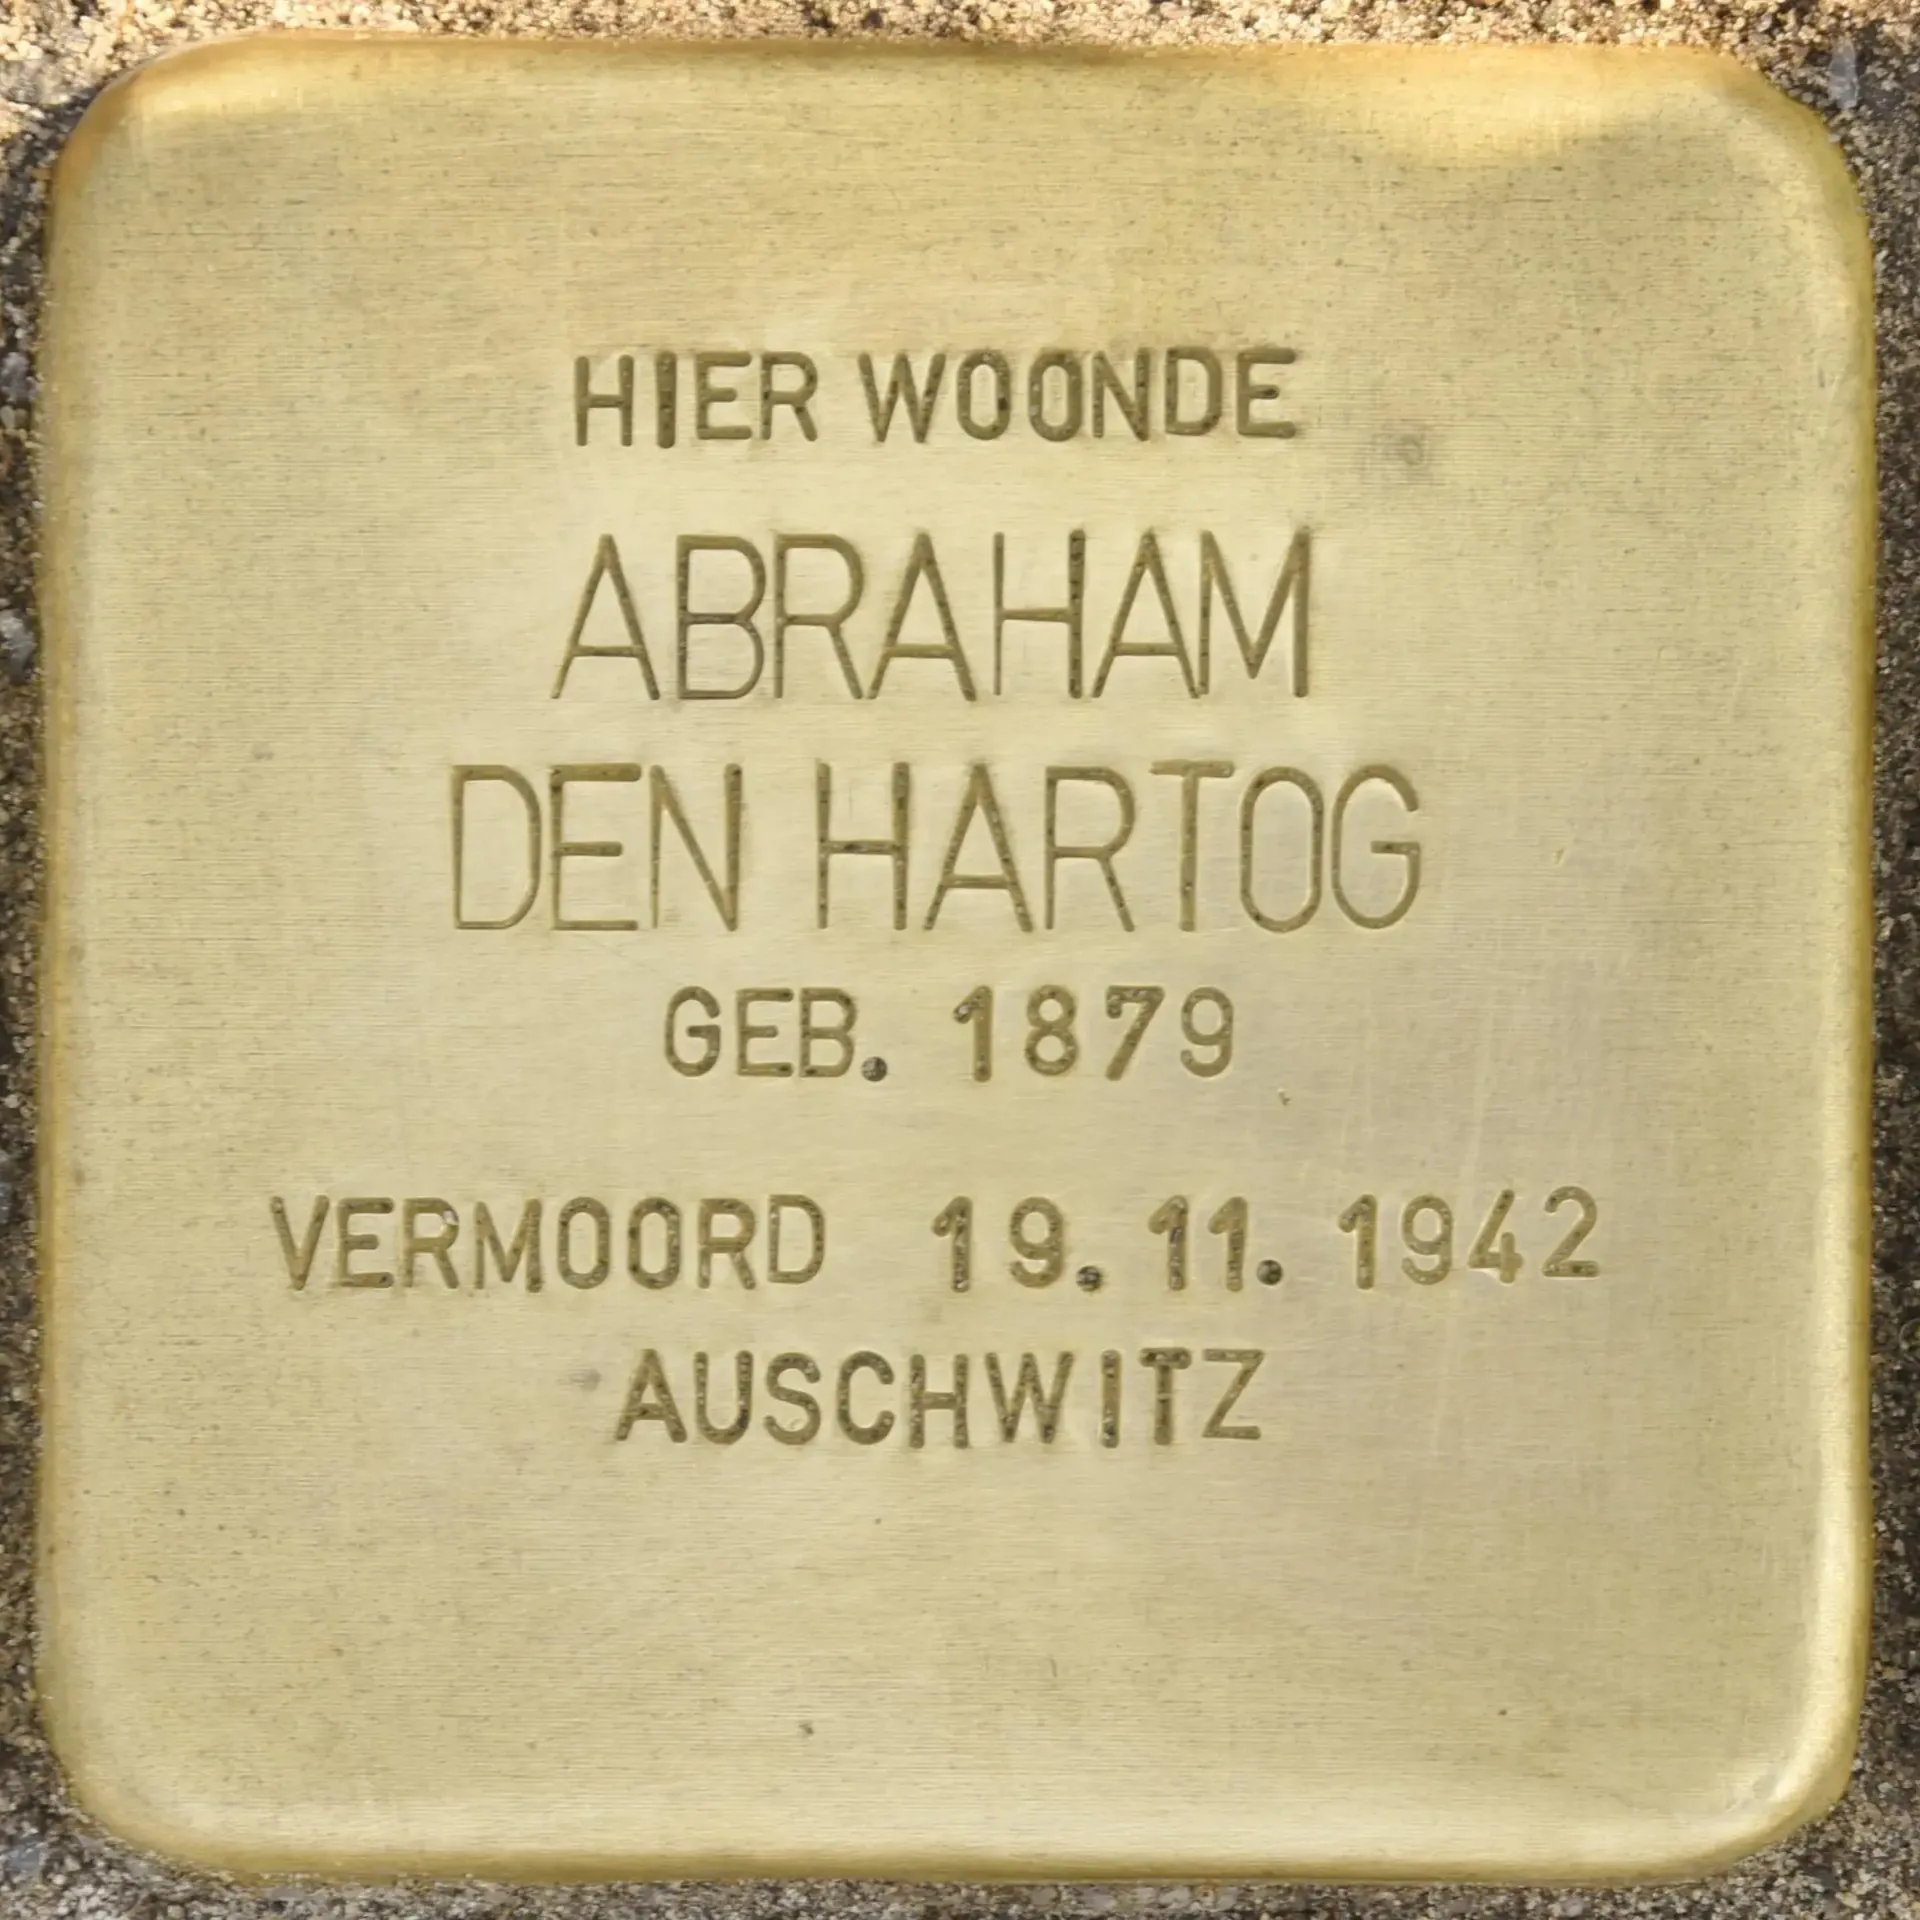 HIER WOONDE
ABRAHAM
DEN HARTOG
GEB. 1879
VERMOORD 19.11.1942
AUSCHWITZ